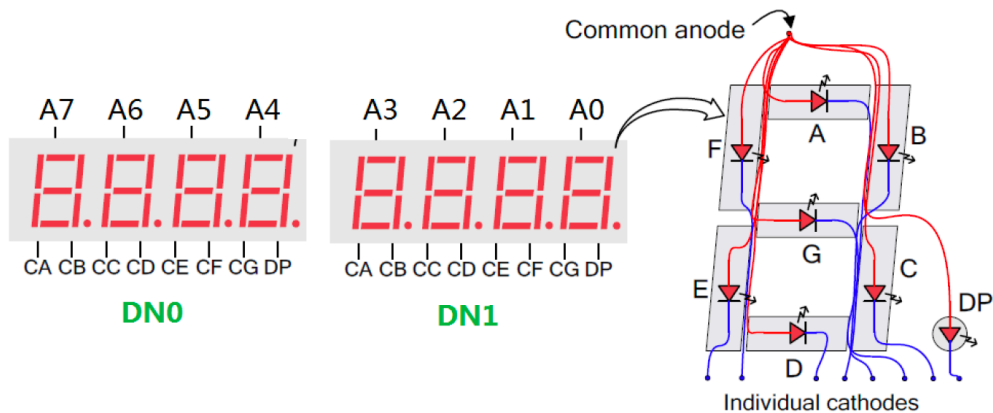 Common anode
A7 A6 A5 A4
A3 A2 A1 A0
A
F
B
G
E
C
DP
D
CA CB CC CD CE CF CG DP
CA CB CC CD CE CF CG DP
DN0
DN1
Individual cathodes